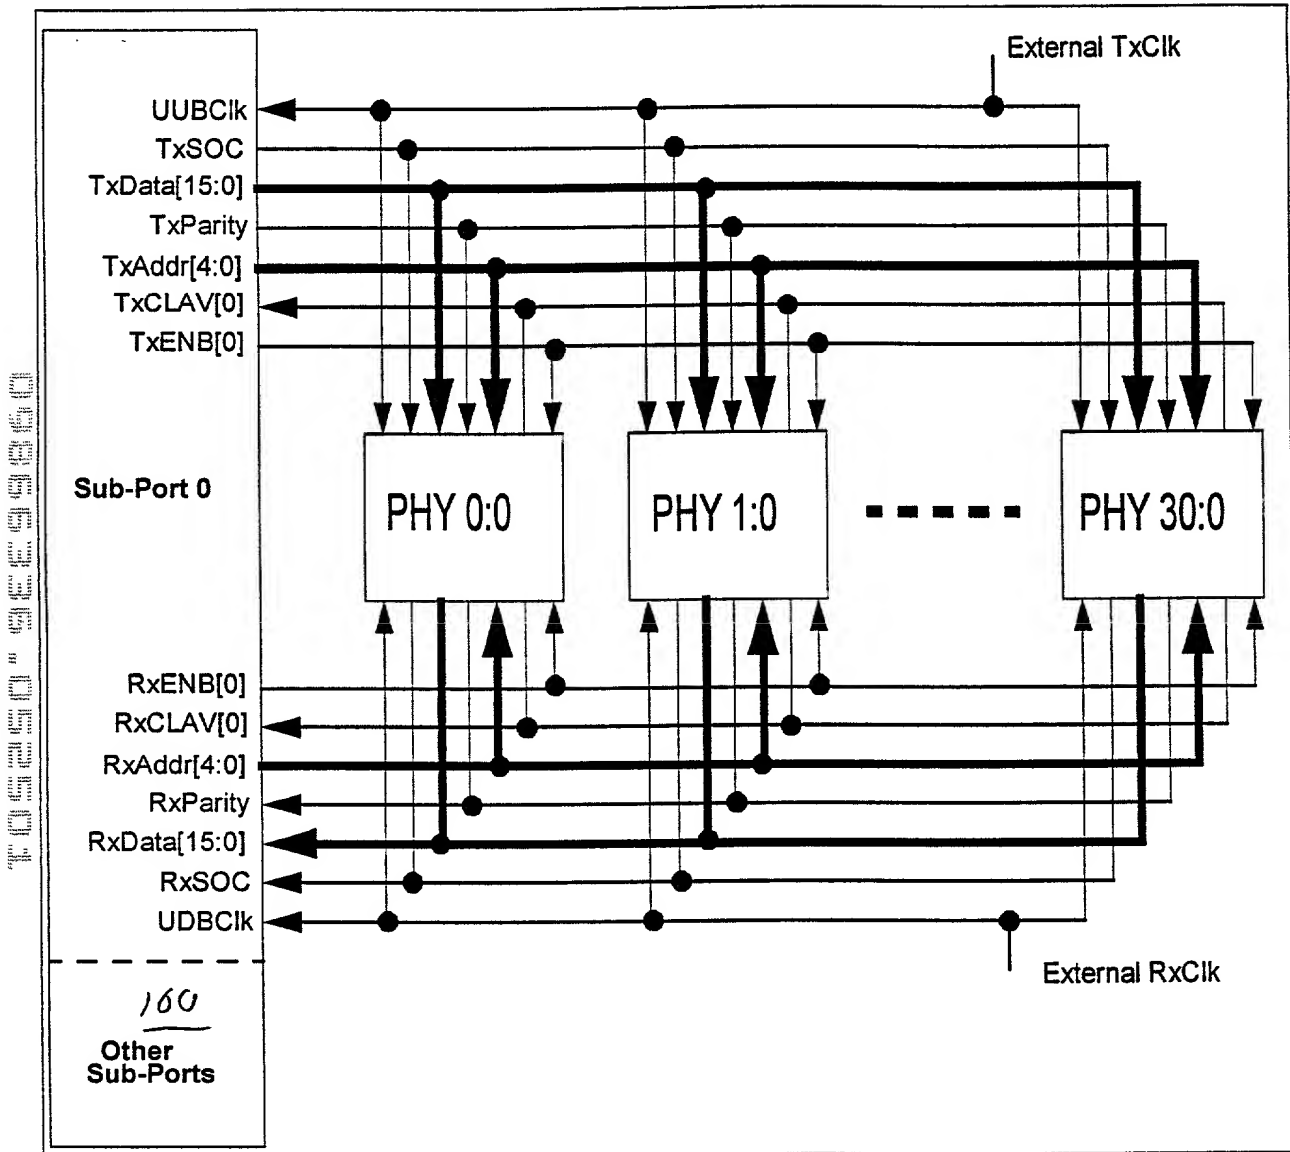 External TxClk
UUBClk
TxSOC
TxData[15:0]
TxParity
TxAddr[4:0]
TxCLAV[0]
TxENB[0]
Sub-Port 0
PHY 0:0
PHY 1:0
PHY 30:0
RxENB[0]
RxCLAV[0]
RxAddr[4:0]
RxParity
RxData[15:0]
RxSOC
UDBClk
External RxClk
160
Other
Sub-Ports
09866336.052501